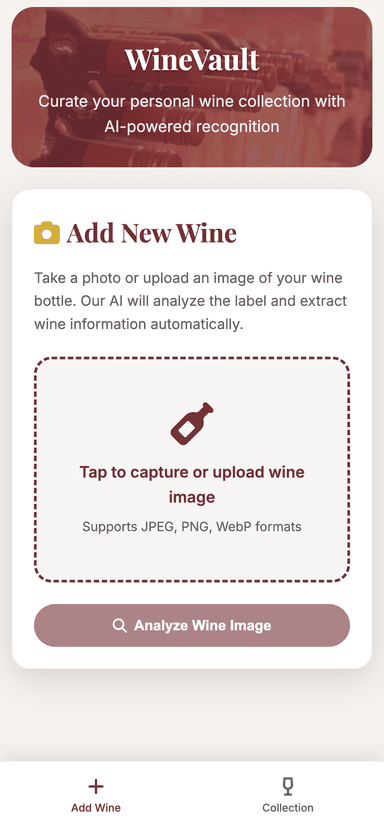 WineVault
Curate your personal wine collection with
AI-powered recognition
Add New Wine
Take a photo or upload an image of your wine
bottle. Our AI will analyze the label and extract
wine information automatically.
Tap to capture or upload wine
image
Supports JPEG, PNG, WebP formats
Analyze Wine Image
Add Wine
Collection